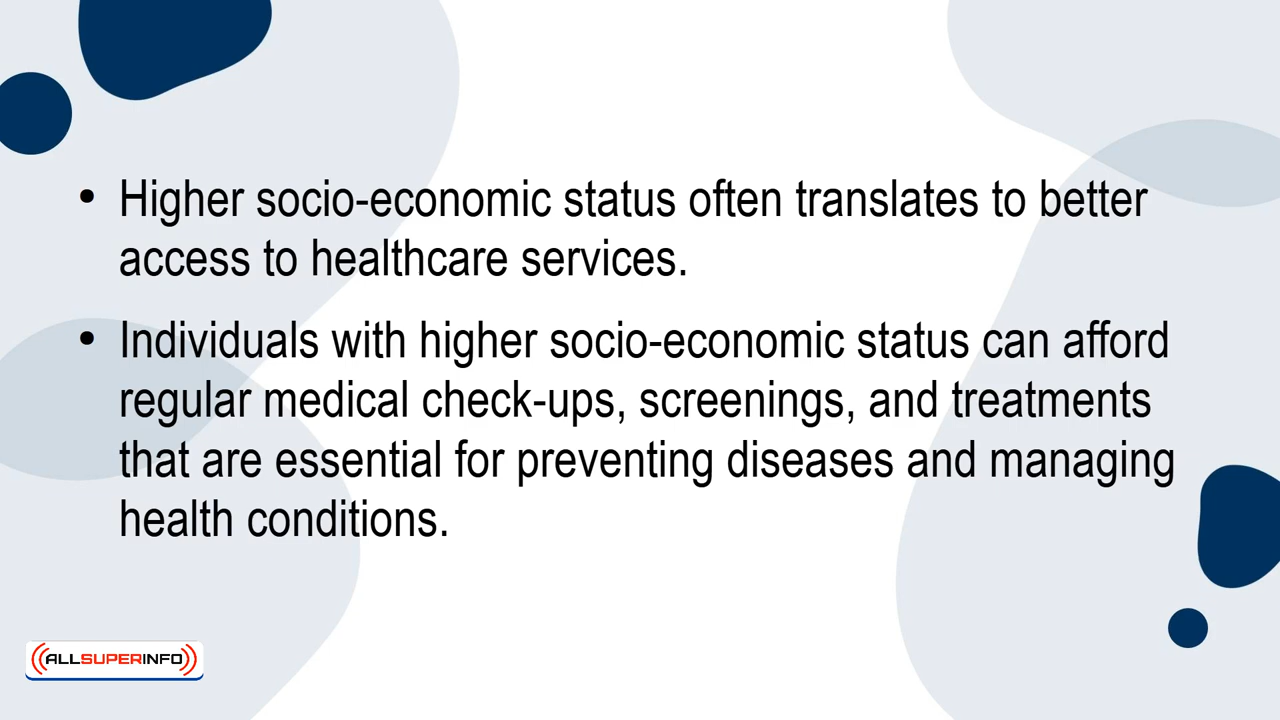 • Higher socio-economic status often translates to better
access to healthcare services.
• Individuals with higher socio-economic status can afford
regular medical check-ups, screenings, and treatments
that are essential for preventing diseases and managing
health conditions.
ALLSUPERINFO